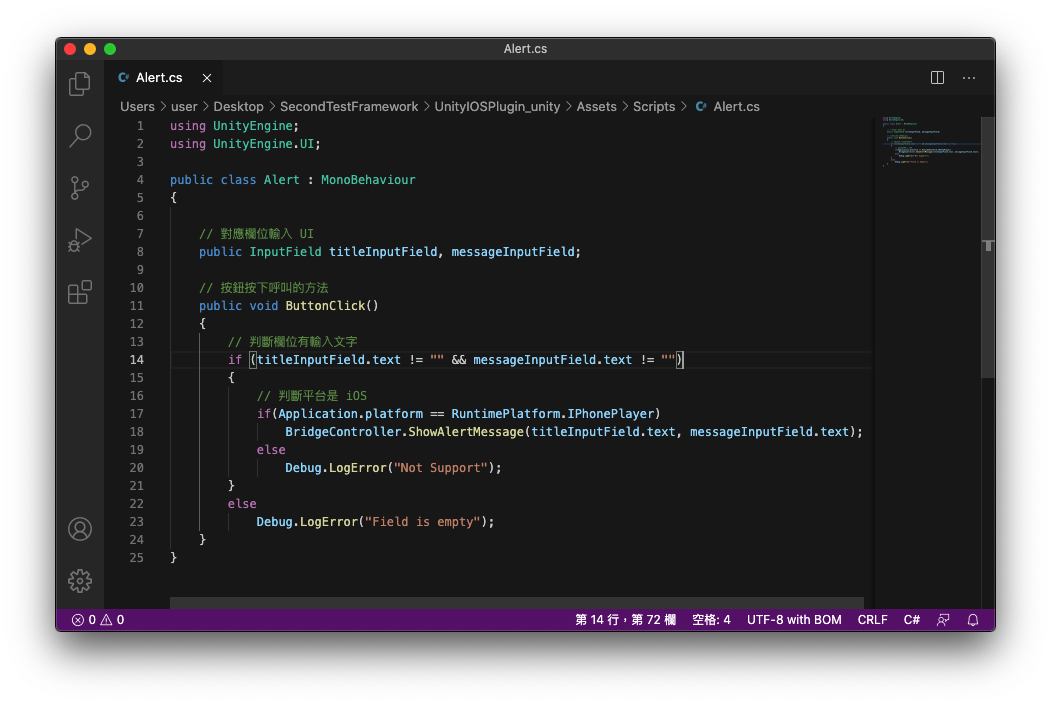 Alert.cs
Alert.cs
Users > user > Desktop > SecondTestFramework > UnityIOSPlugin_unity > Assets > Scripts > Alert.cs
1 using UnityEngine;
2 using UnityEngine.UI;
3
4 public class Alert : MonoBehaviour
5 {
6
7 // 對應欄位輸入 UI
8 public InputField titleInputField, messageInputField;
9
10 // 按鈕按下呼叫的方法
11 public void ButtonClick()
12 {
13 // 判斷欄位有輸入文字
14 if (titleInputField.text != "" && messageInputField.text != "")
15 {
16 // 判斷平台是 iOS
17 if(Application.platform == RuntimePlatform.IPhonePlayer)
18 BridgeController.ShowAlertMessage(titleInputField.text, messageInputField.text);
19 else
20 Debug.LogError("Not Support");
21 }
22 else
23 Debug.LogError("Field is empty");
24 }
25 }
0 0 第 14 行，第 72 欄 空格: 4 UTF-8 with BOM CRLF C#